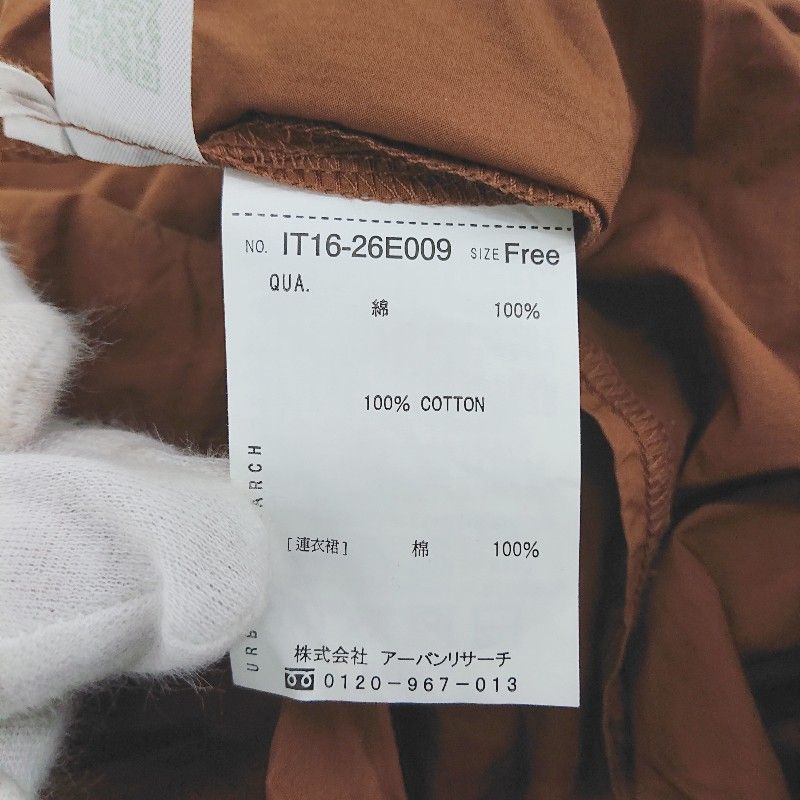 NO. IT16-26E009 SIZE Free
QUA.
綿 100%
100% COTTON
[連衣裙] 棉 100%
株式会社 アーバンリサーチ
0120-967-013